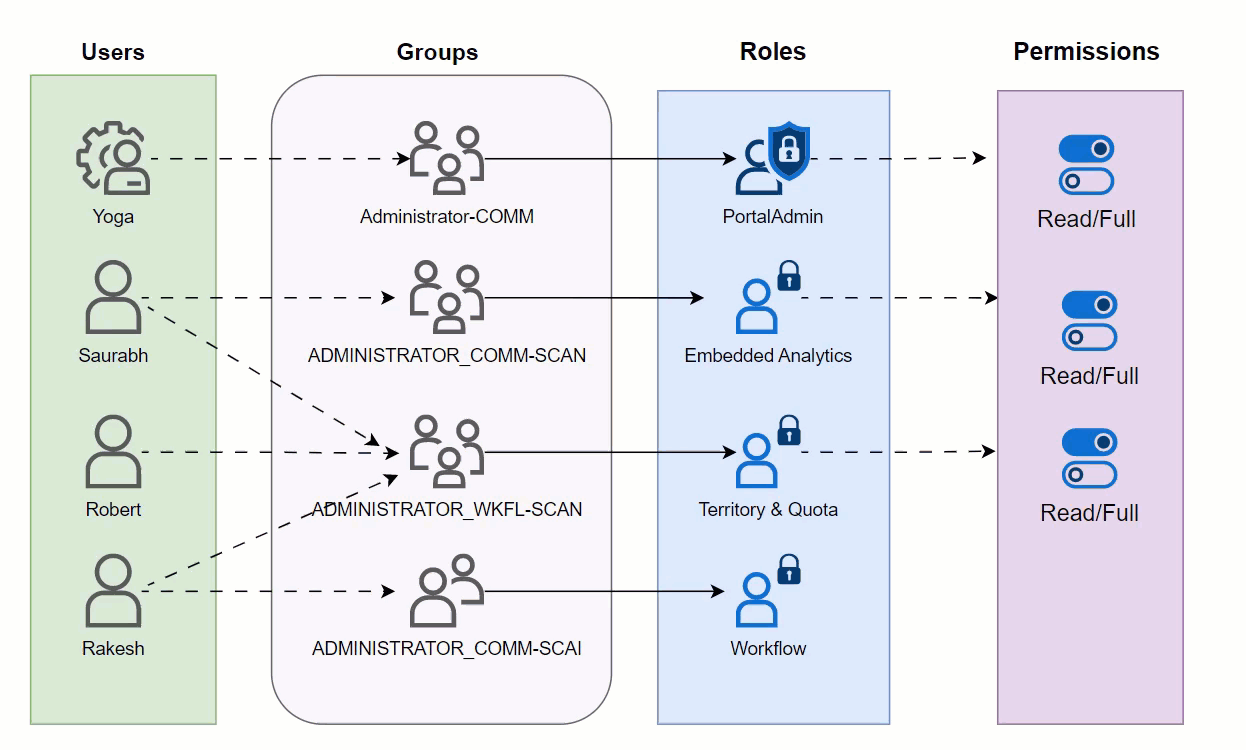 Users
Groups
Roles
Permissions
Yoga
Administrator-COMM
PortalAdmin
Read/Full
Saurabh
ADMINISTRATOR_COMM-SCAN
Embedded Analytics
Read/Full
Robert
ADMINISTRATOR_WKFL-SCAN
Territory & Quota
Read/Full
Rakesh
ADMINISTRATOR_COMM-SCAI
Workflow